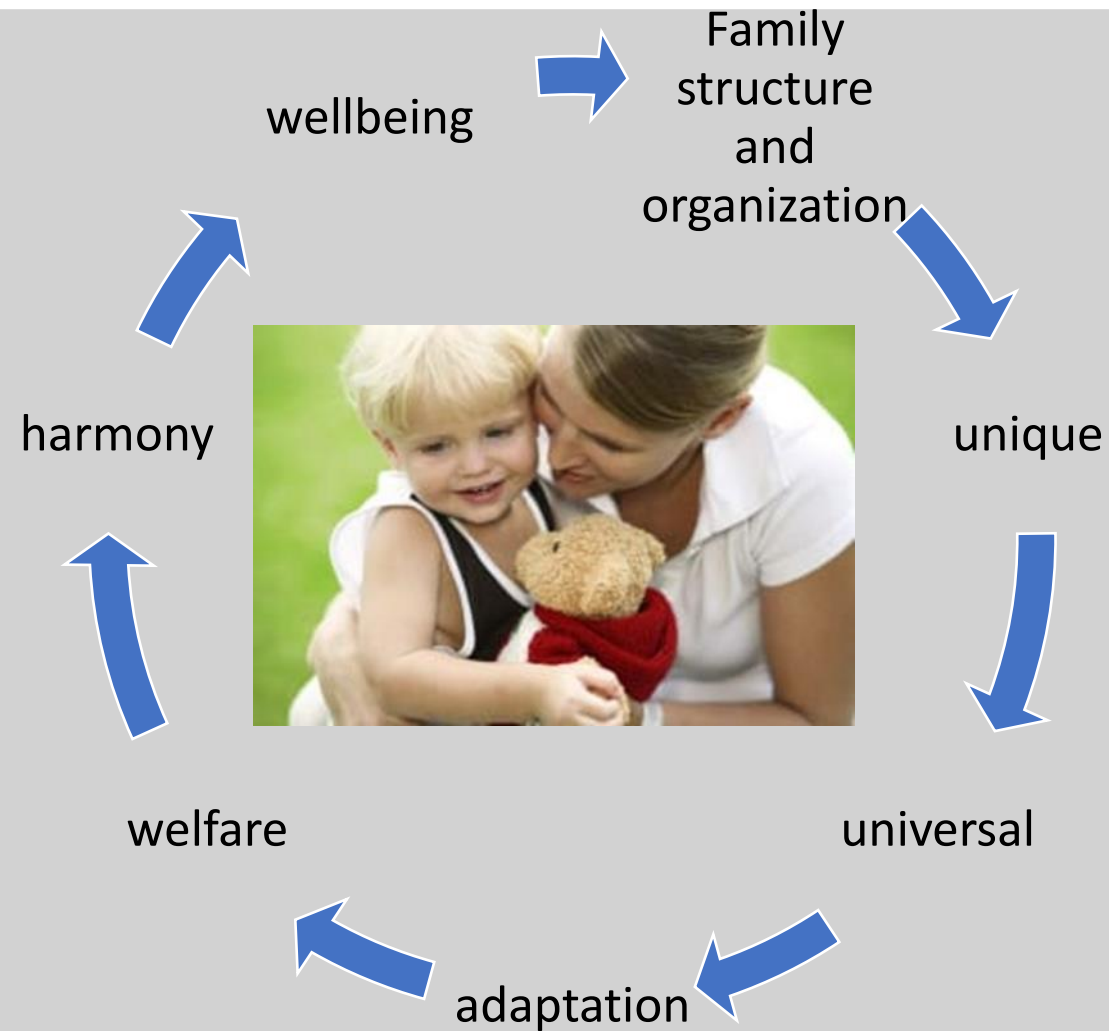 Family
structure
and
organization
unique
universal
adaptation
welfare
harmony
wellbeing